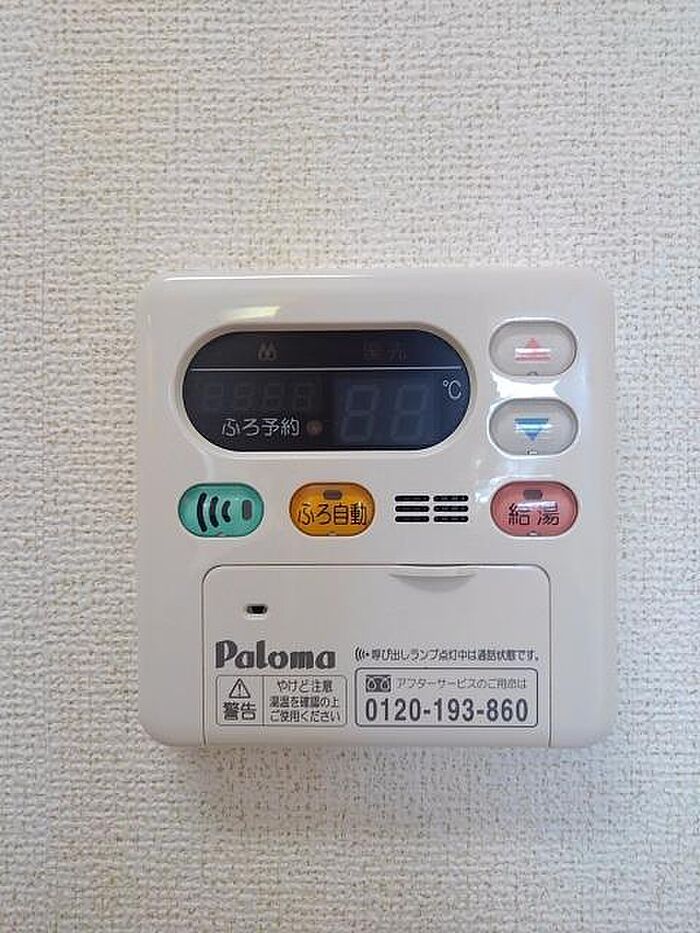 優先
℃
ふろ予約
ふろ自動
給湯
Paloma
呼び出しランプ点灯中は通話状態です。
警告
やけど注意
湯温を確認の上
ご使用ください
アフターサービスのご用命は
0120-193-860